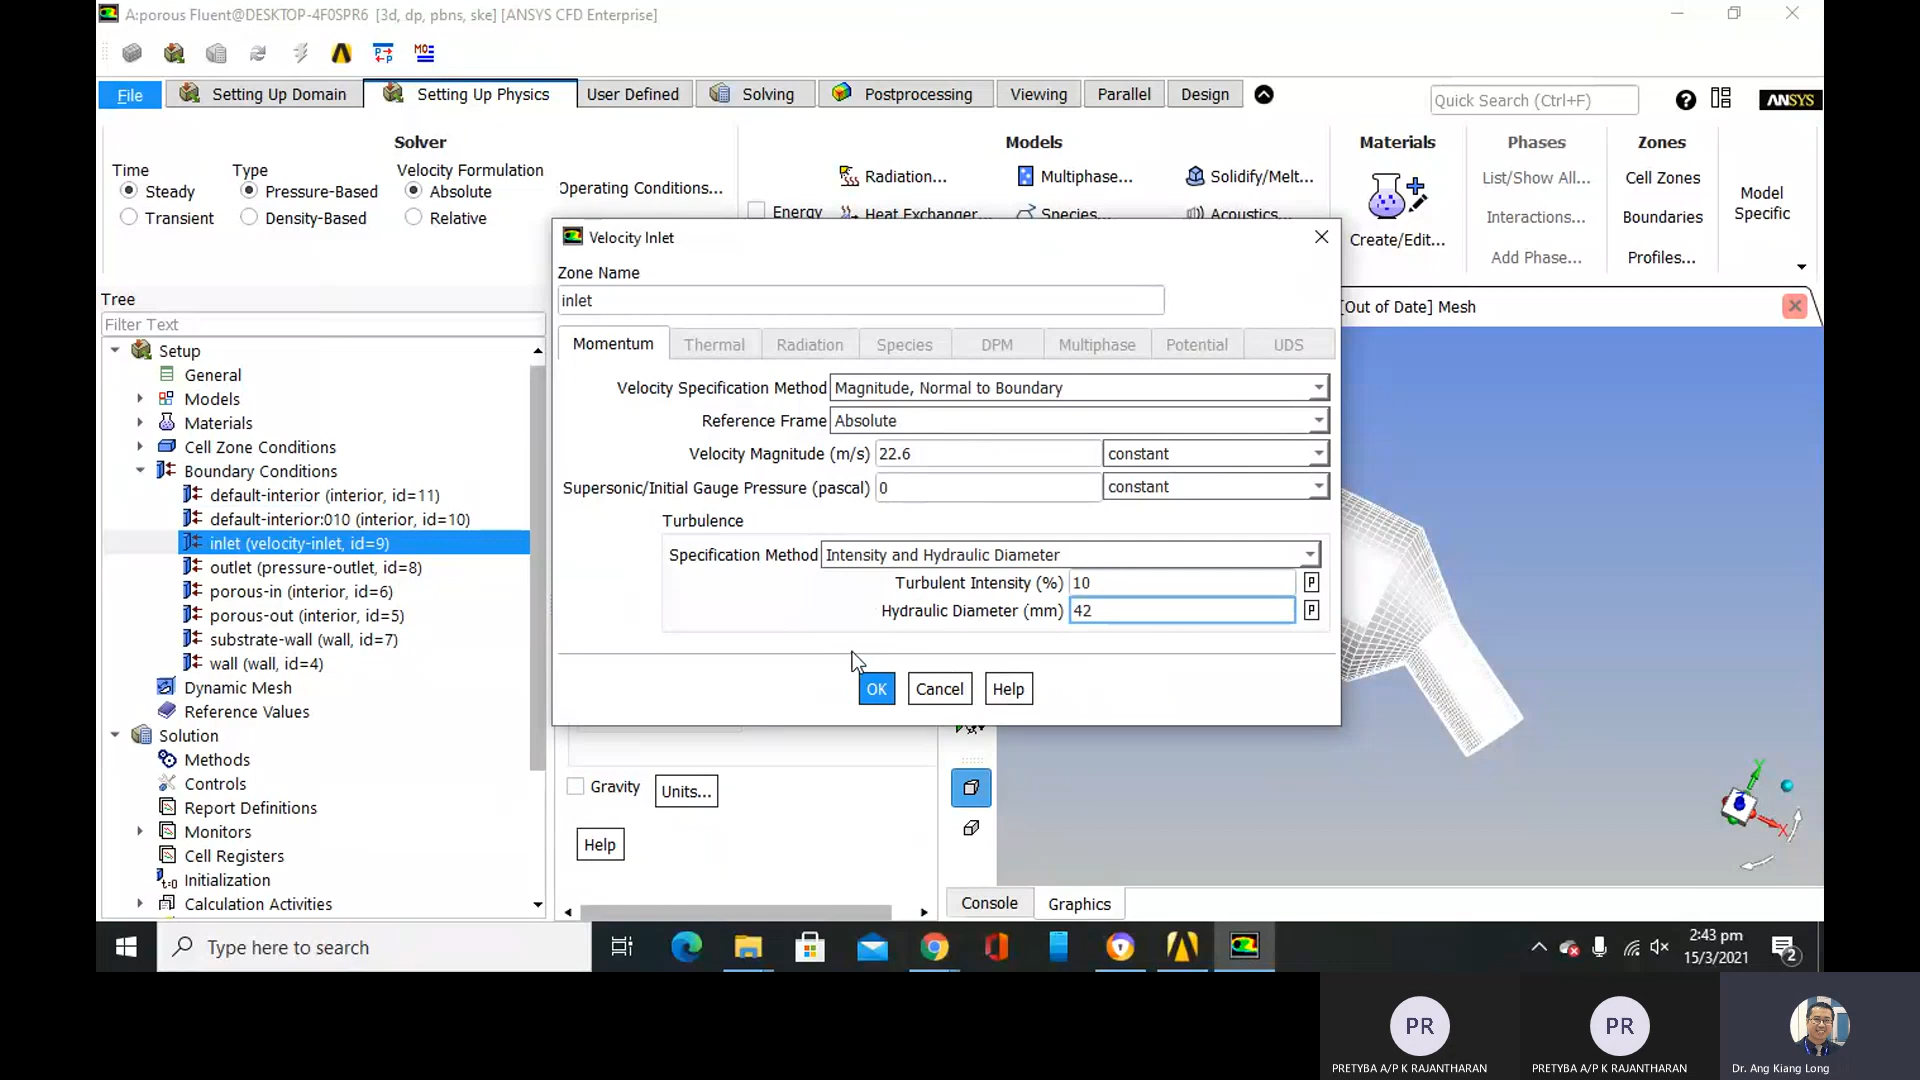 A:porous Fluent@DESKTOP-4F0SPR6 [3d, dp, pbns, ske] [ANSYS CFD Enterprise]
File
Setting Up Domain
Setting Up Physics
User Defined
Solving
Postprocessing
Viewing
Parallel
Design
Quick Search (Ctrl+F)
ANSYS
Solver
Models
Materials
Phases
Zones
Time
Type
Velocity Formulation
Steady
Pressure-Based
Absolute
Operating Conditions...
Radiation...
Multiphase...
Solidify/Melt...
List/Show All...
Cell Zones
Model
Specific
Transient
Density-Based
Relative
Energy
Heat Exchanger...
Species...
Acoustics...
Interactions...
Boundaries
Create/Edit...
Add Phase...
Profiles...
Velocity Inlet
Zone Name
inlet
Momentum
Thermal
Radiation
Species
DPM
Multiphase
Potential
UDS
Velocity Specification Method Magnitude, Normal to Boundary
Reference Frame Absolute
Velocity Magnitude (m/s) 22.6 constant
Supersonic/Initial Gauge Pressure (pascal) 0 constant
Turbulence
Specification Method Intensity and Hydraulic Diameter
Turbulent Intensity (%) 10 P
Hydraulic Diameter (mm) 42 P
OK
Cancel
Help
Tree
Filter Text
Setup
General
Models
Materials
Cell Zone Conditions
Boundary Conditions
default-interior (interior, id=11)
default-interior:010 (interior, id=10)
inlet (velocity-inlet, id=9)
outlet (pressure-outlet, id=8)
porous-in (interior, id=6)
porous-out (interior, id=5)
substrate-wall (wall, id=7)
wall (wall, id=4)
Dynamic Mesh
Reference Values
Solution
Methods
Controls
Report Definitions
Monitors
Cell Registers
Initialization
Calculation Activities
Gravity
Units...
Help
[Out of Date] Mesh
Y
X
Console
Graphics
Type here to search
2:43 pm
15/3/2021
2
PR
PRETYBA A/P K RAJANTHARAN
PR
PRETYBA A/P K RAJANTHARAN
Dr. Ang Kiang Long